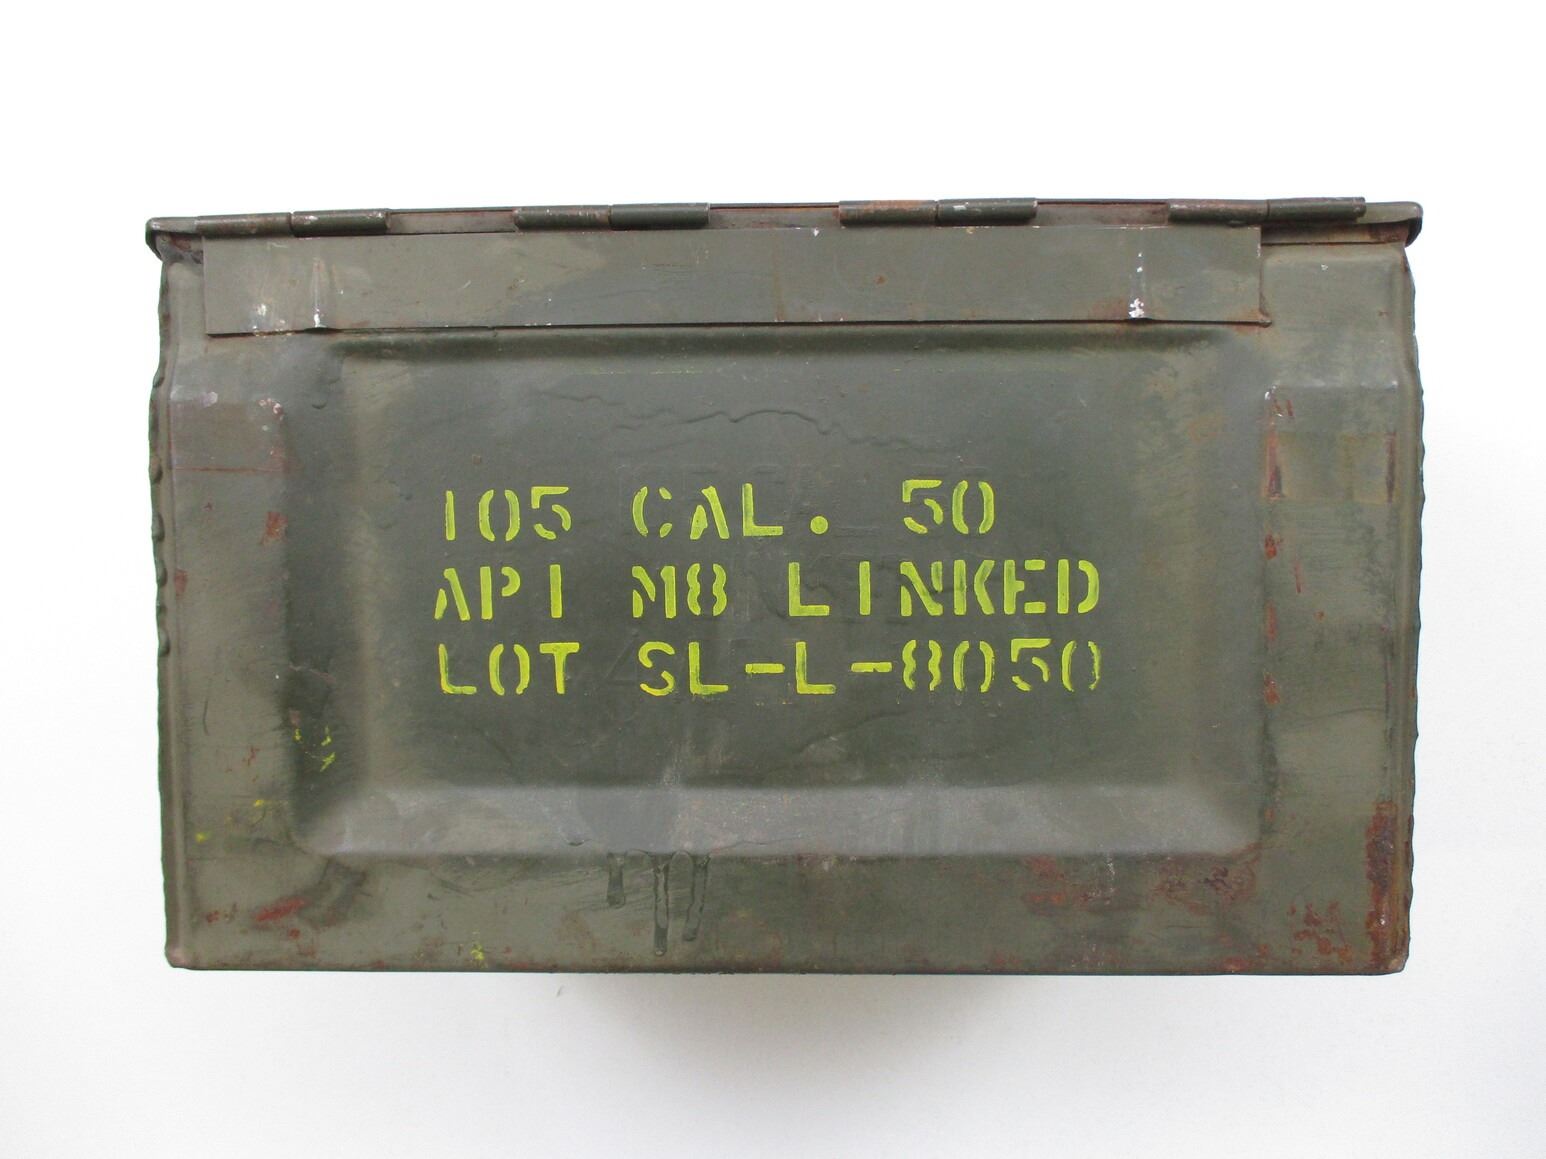 105 CAL. 50
API M8 LINKED
LOT SL-L-8050